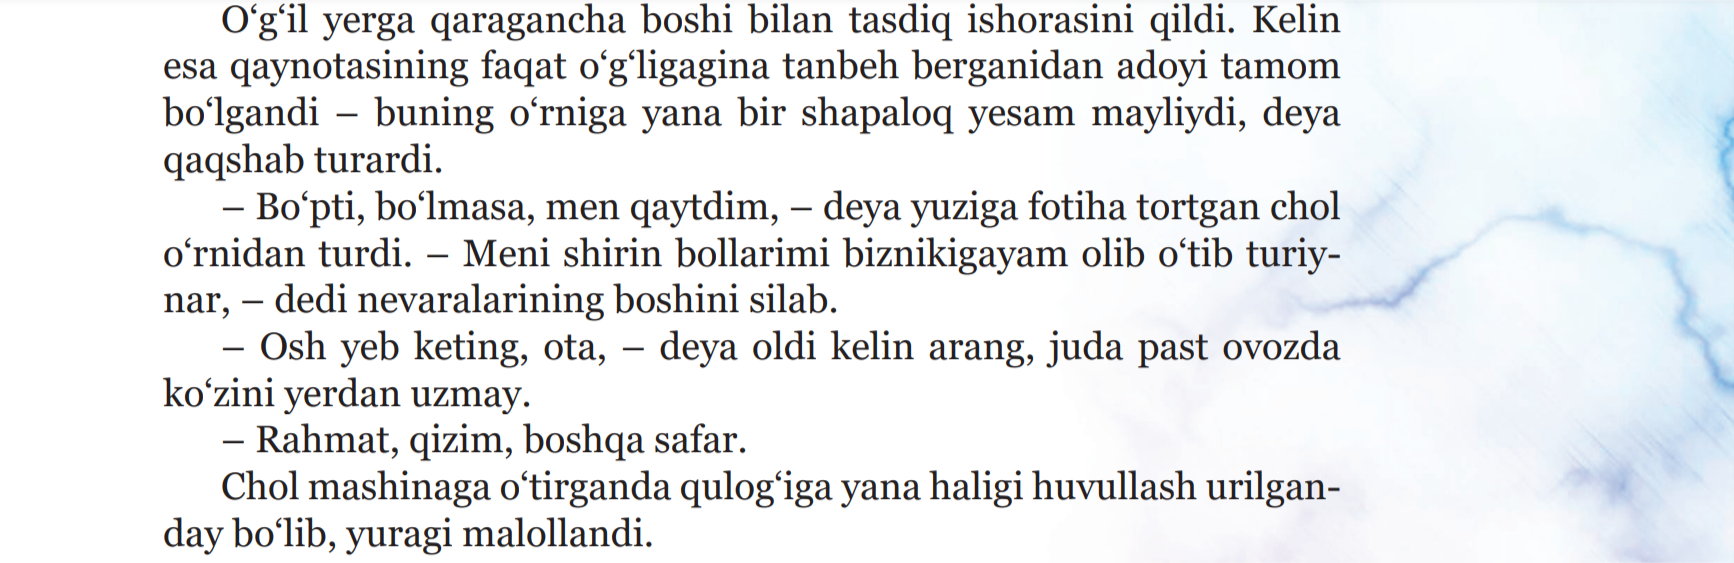 O‘g‘il yerga qaragancha boshi bilan tasdiq ishorasini qildi. Kelin
esa qaynotasining faqat o‘g‘ligagina tanbeh berganidan adoyi tamom
bo‘lgandi – buning o‘rniga yana bir shapaloq yesam mayliydi, deya
qaqshab turardi.
– Bo‘pti, bo‘lmasa, men qaytdim, – deya yuziga fotiha tortgan chol
o‘rnidan turdi. – Meni shirin bollarimi biznikigayam olib o‘tib turiy-
nar, – dedi nevaralarining boshini silab.
– Osh yeb keting, ota, – deya oldi kelin arang, juda past ovozda
ko‘zini yerdan uzmay.
– Rahmat, qizim, boshqa safar.
Chol mashinaga o‘tirganda qulog‘iga yana haligi huvullash urilgan-
day bo‘lib, yuragi malollandi.